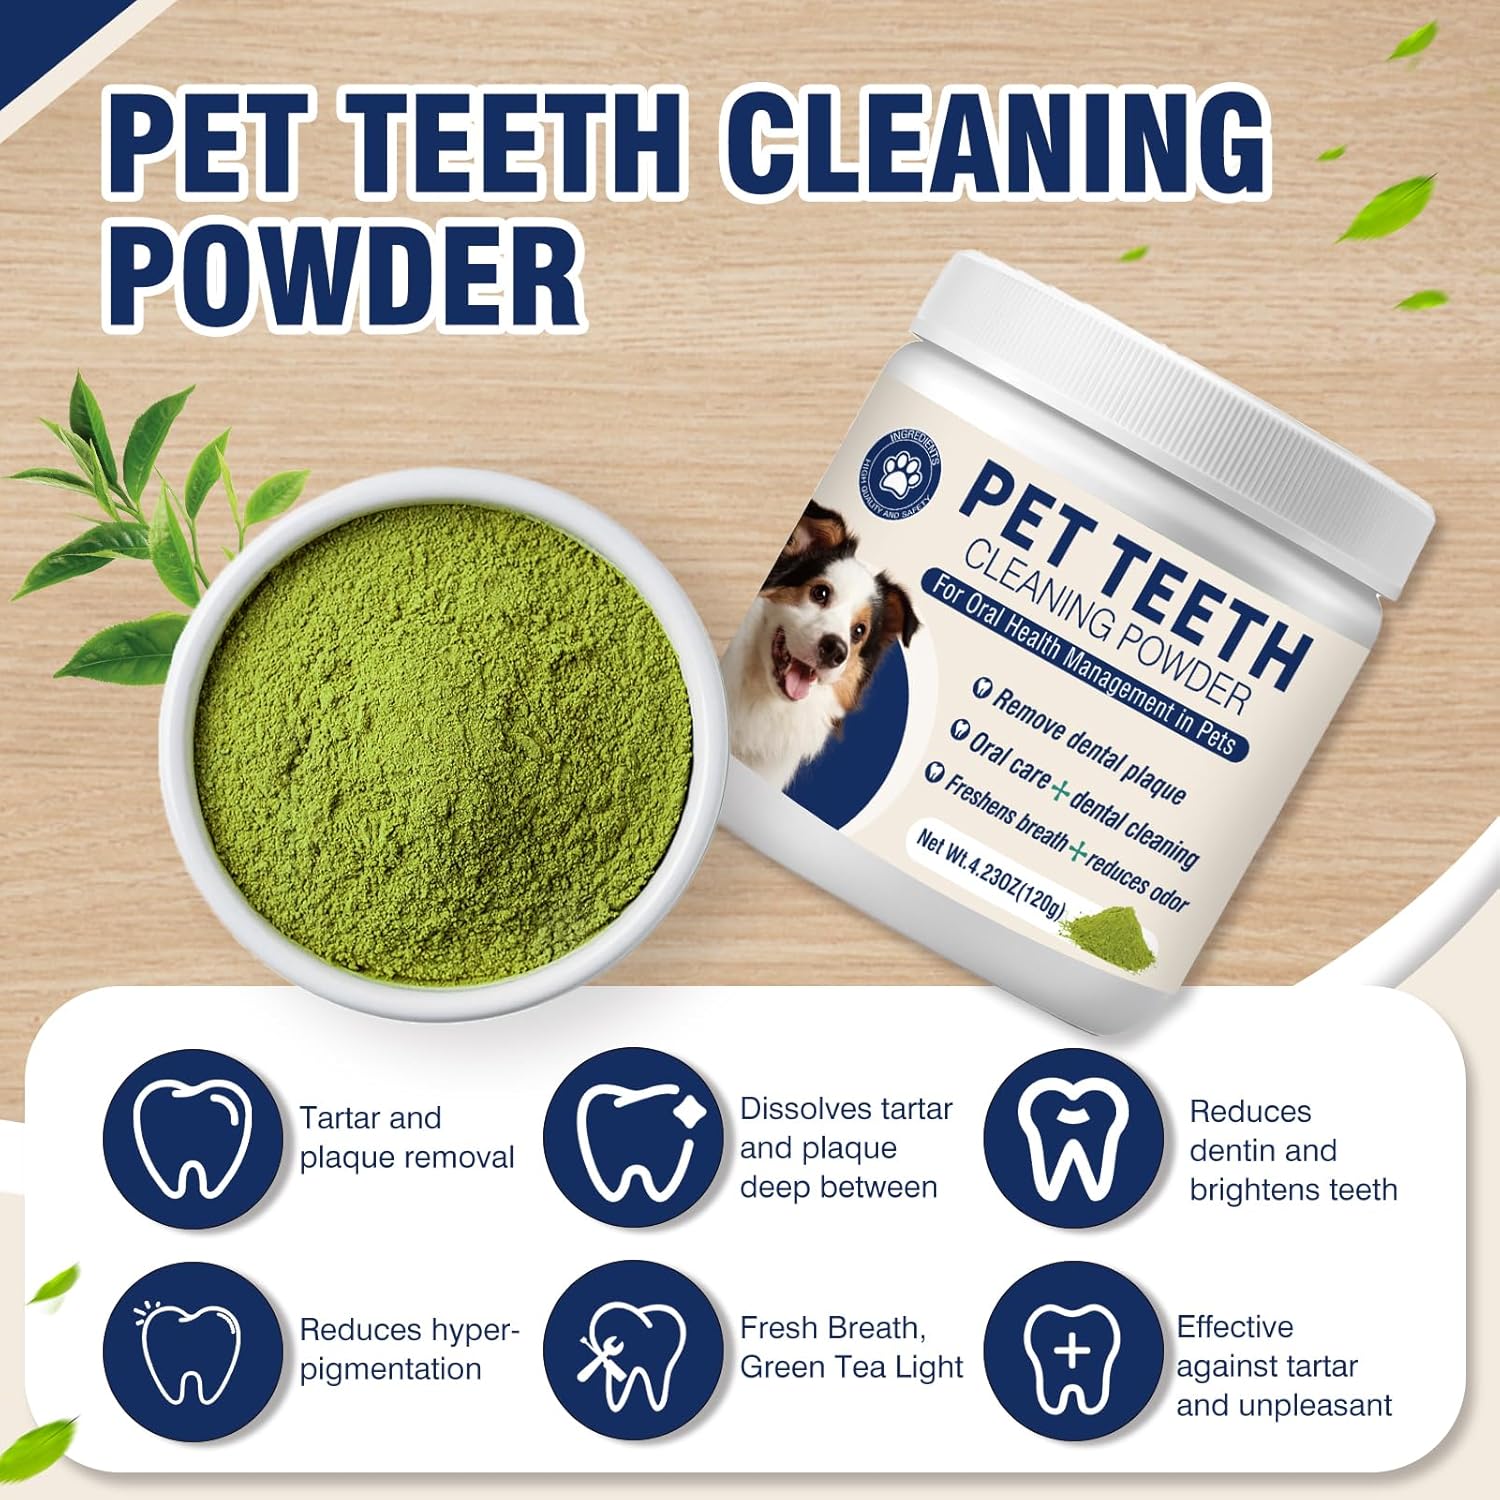 PET TEETH CLEANING
POWDER
INGREDIENTS
HIGH QUALITY AND SAFETY
PET TEETH
CLEANING POWDER
For Oral Health Management in Pets
Remove dental plaque
Oral care+dental cleaning
Freshens breath+reduces odor
Net Wt.4.23OZ(120g)
Tartar and
plaque removal
Dissolves tartar
and plaque
deep between
Reduces
dentin and
brightens teeth
Reduces hyper-
pigmentation
Fresh Breath,
Green Tea Light
Effective
against tartar
and unpleasant